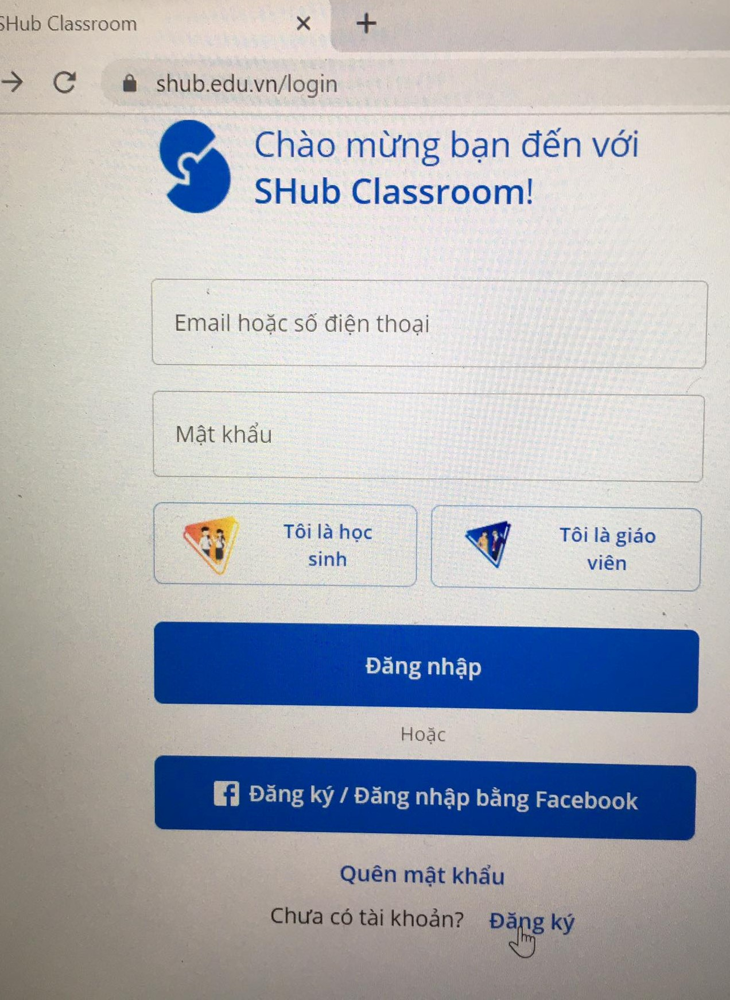 SHub Classroom
shub.edu.vn/login
Chào mừng bạn đến với
SHub Classroom!
Email hoặc số điện thoại
Mật khẩu
Tôi là học
sinh
Tôi là giáo
viên
Đăng nhập
Hoặc
Đăng ký / Đăng nhập bằng Facebook
Quên mật khẩu
Chưa có tài khoản? Đăng ký